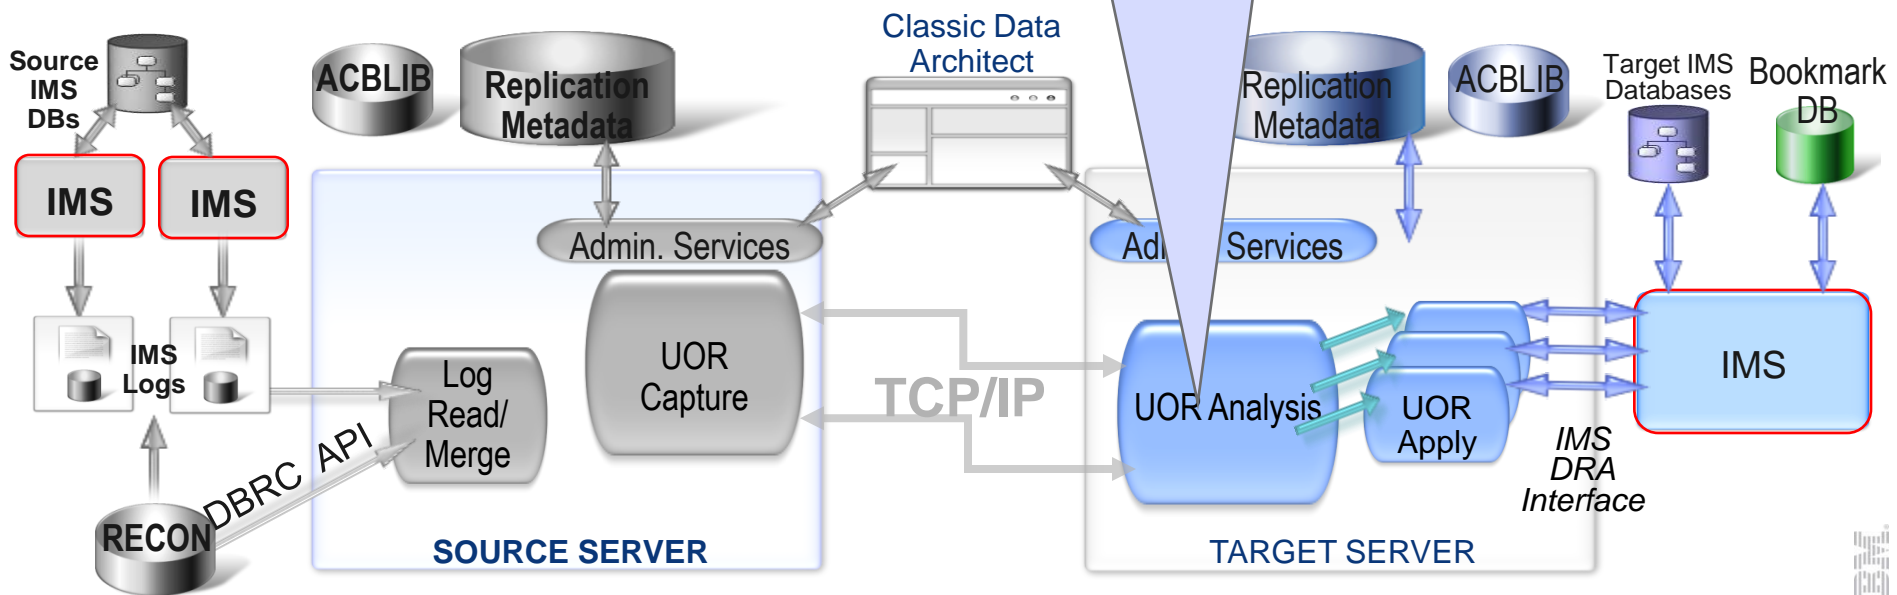 Classic Data
Architect
Source
IMS
DBs
ACBLIB
Replication
Metadata
Replication
Metadata
ACBLIB
Target IMS
Databases
Bookmark
DB
IMS
IMS
Admin. Services
Services
IMS
Logs
Log
Read/
Merge
UOR
Capture
TCP/IP
UOR Analysis
UOR
Apply
IMS
IMS
DRA
Interface
DBRC API
RECON
SOURCE SERVER
TARGET SERVER
IBM